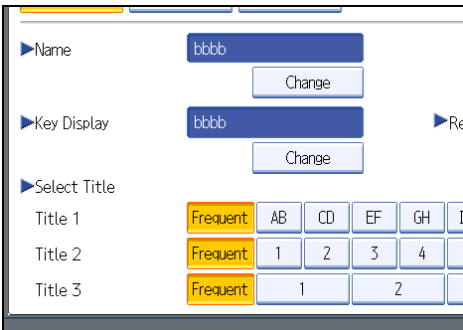 Name bbbb
Change
Key Display bbbb Re
Change
Select Title
Title 1 Frequent AB CD EF GH
Title 2 Frequent 1 2 3 4
Title 3 Frequent 1 2